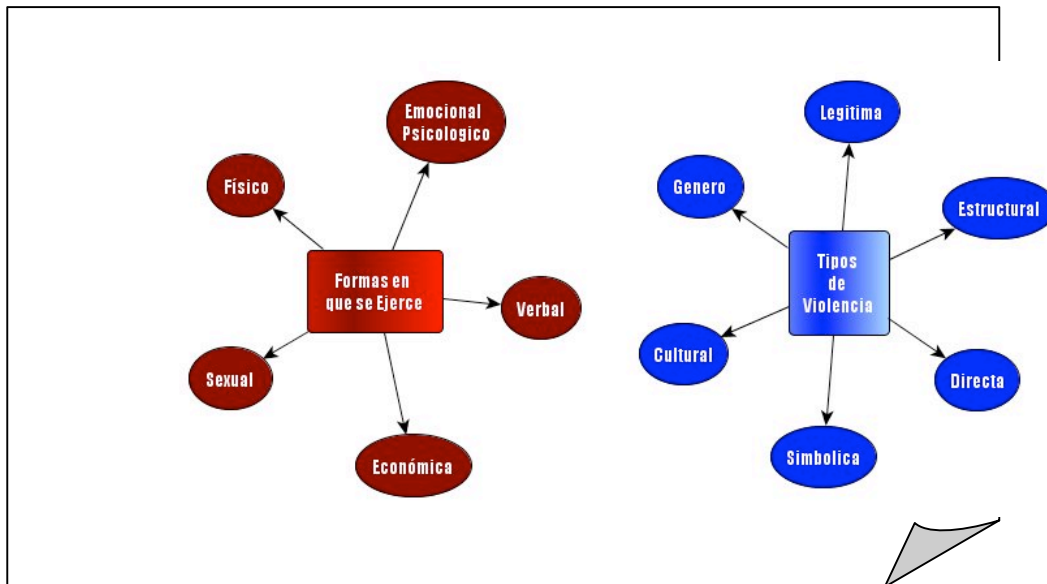 Emocional
Psicologico
Físico
Formas en
que se Ejerce
Verbal
Sexual
Económica
Legitima
Genero
Estructural
Tipos
de
Violencia
Cultural
Directa
Simbolica